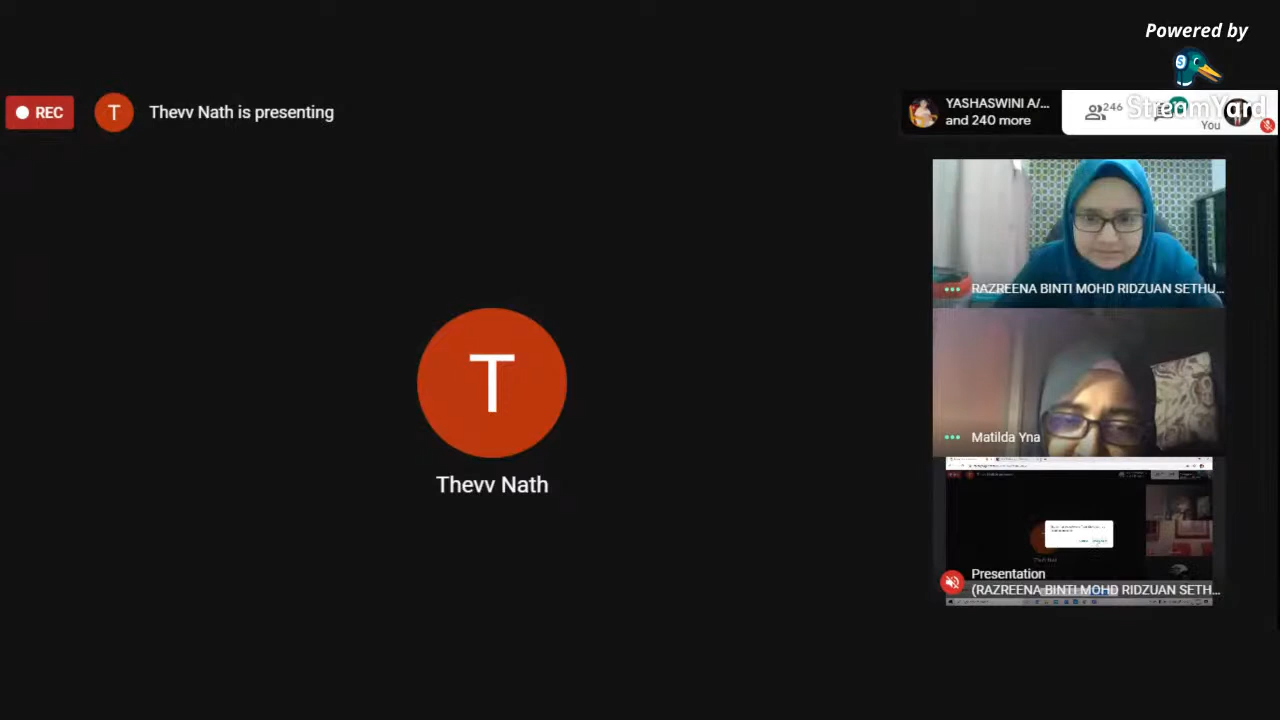 Powered by
StreamYard
REC
T
Thevv Nath is presenting
YASHASWINI A/...
and 240 more
246
You
RAZREENA BINTI MOHD RIDZUAN SETHU...
Matilda Yna
T
Thevv Nath
Presentation
(RAZREENA BINTI MOHD RIDZUAN SETH...